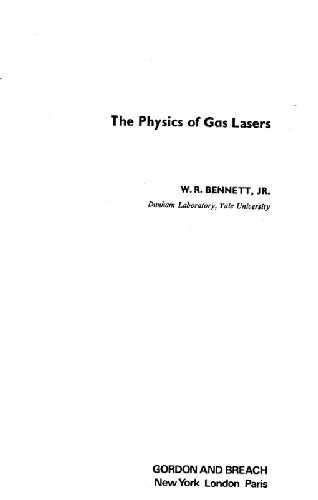 The Physics of Gas Lasers
W. R. BENNETT, JR.
Dunham Laboratory, Yale University
GORDON AND BREACH
New York London Paris